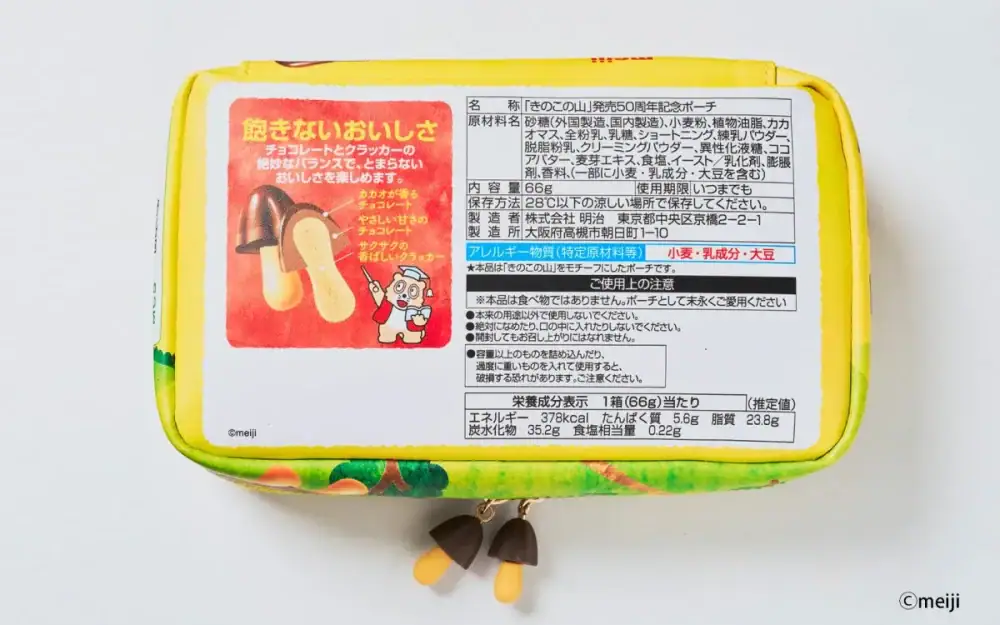 meiji
飽きないおいしさ
チョコレートとクラッカーの
絶妙なバランスで、とまらない
おいしさを楽しめます。
カカオが香る
チョコレート
やさしい甘さの
チョコレート
サクサクの
香ばしいクラッカー
©meiji
名 称 「きのこの山」発売50周年記念ポーチ
原材料名 砂糖(外国製造、国内製造)、小麦粉、植物油脂、カカ
オマス、全粉乳、乳糖、ショートニング、練乳パウダー、
脱脂粉乳、クリーミングパウダー、異性化液糖、ココ
アバター、麦芽エキス、食塩、イースト/乳化剤、膨脹
剤、香料、(一部に小麦・乳成分・大豆を含む)
内 容 量 66g 使用期限 いつまでも
保存方法 28℃以下の涼しい場所で保存してください。
製 造 者 株式会社 明治 東京都中央区京橋2-2-1
製 造 所 大阪府高槻市朝日町1-10
アレルギー物質(特定原材料等) 小麦・乳成分・大豆
★本品は「きのこの山」をモチーフにしたポーチです。
ご使用上の注意
※本品は食べ物ではありません。ポーチとして末永くご愛用ください
●本来の用途以外で使用しないでください。
●絶対になめたり、口の中に入れたりしないでください。
●開封してもお召し上がりにはなれません。
●容量以上のものを詰め込んだり、
過度に重いものを入れて使用すると、
破損する恐れがあります。ご注意ください。
栄養成分表示 1箱(66g)当たり (推定値)
エネルギー 378kcal たんぱく質 5.6g 脂質 23.8g
炭水化物 35.2g 食塩相当量 0.22g
©meiji